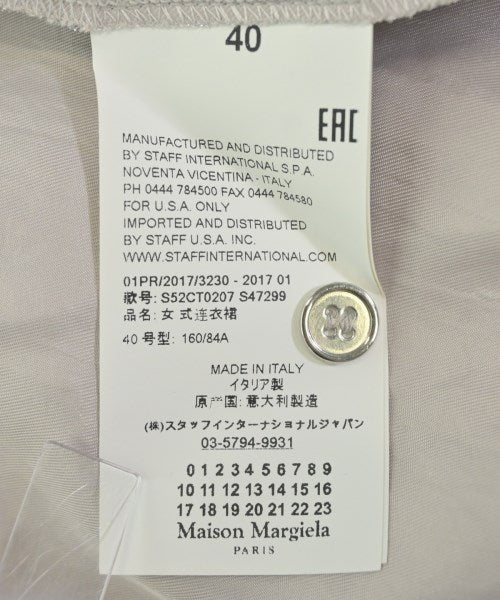 40
EAC
MANUFACTURED AND DISTRIBUTED
BY STAFF INTERNATIONAL S.P.A.
NOVENTA VICENTINA - ITALY
PH 0444 784500 FAX 0444 784580
FOR U.S.A. ONLY
IMPORTED AND DISTRIBUTED
BY STAFF U.S.A. INC.
WWW.STAFFINTERNATIONAL.COM
01PR/2017/3230 - 2017 01
款号: S52CT0207 S47299
品名: 女 式连衣裙
40 号型: 160/84A
MADE IN ITALY
イタリア製
原产国: 意大利製造
(株)スタッフインターナショナルジャパン
03-5794-9931
0 1 2 3 4 5 6 7 8 9
10 11 12 13 14 15 16
17 18 19 20 21 22 23
Maison Margiela
PARIS